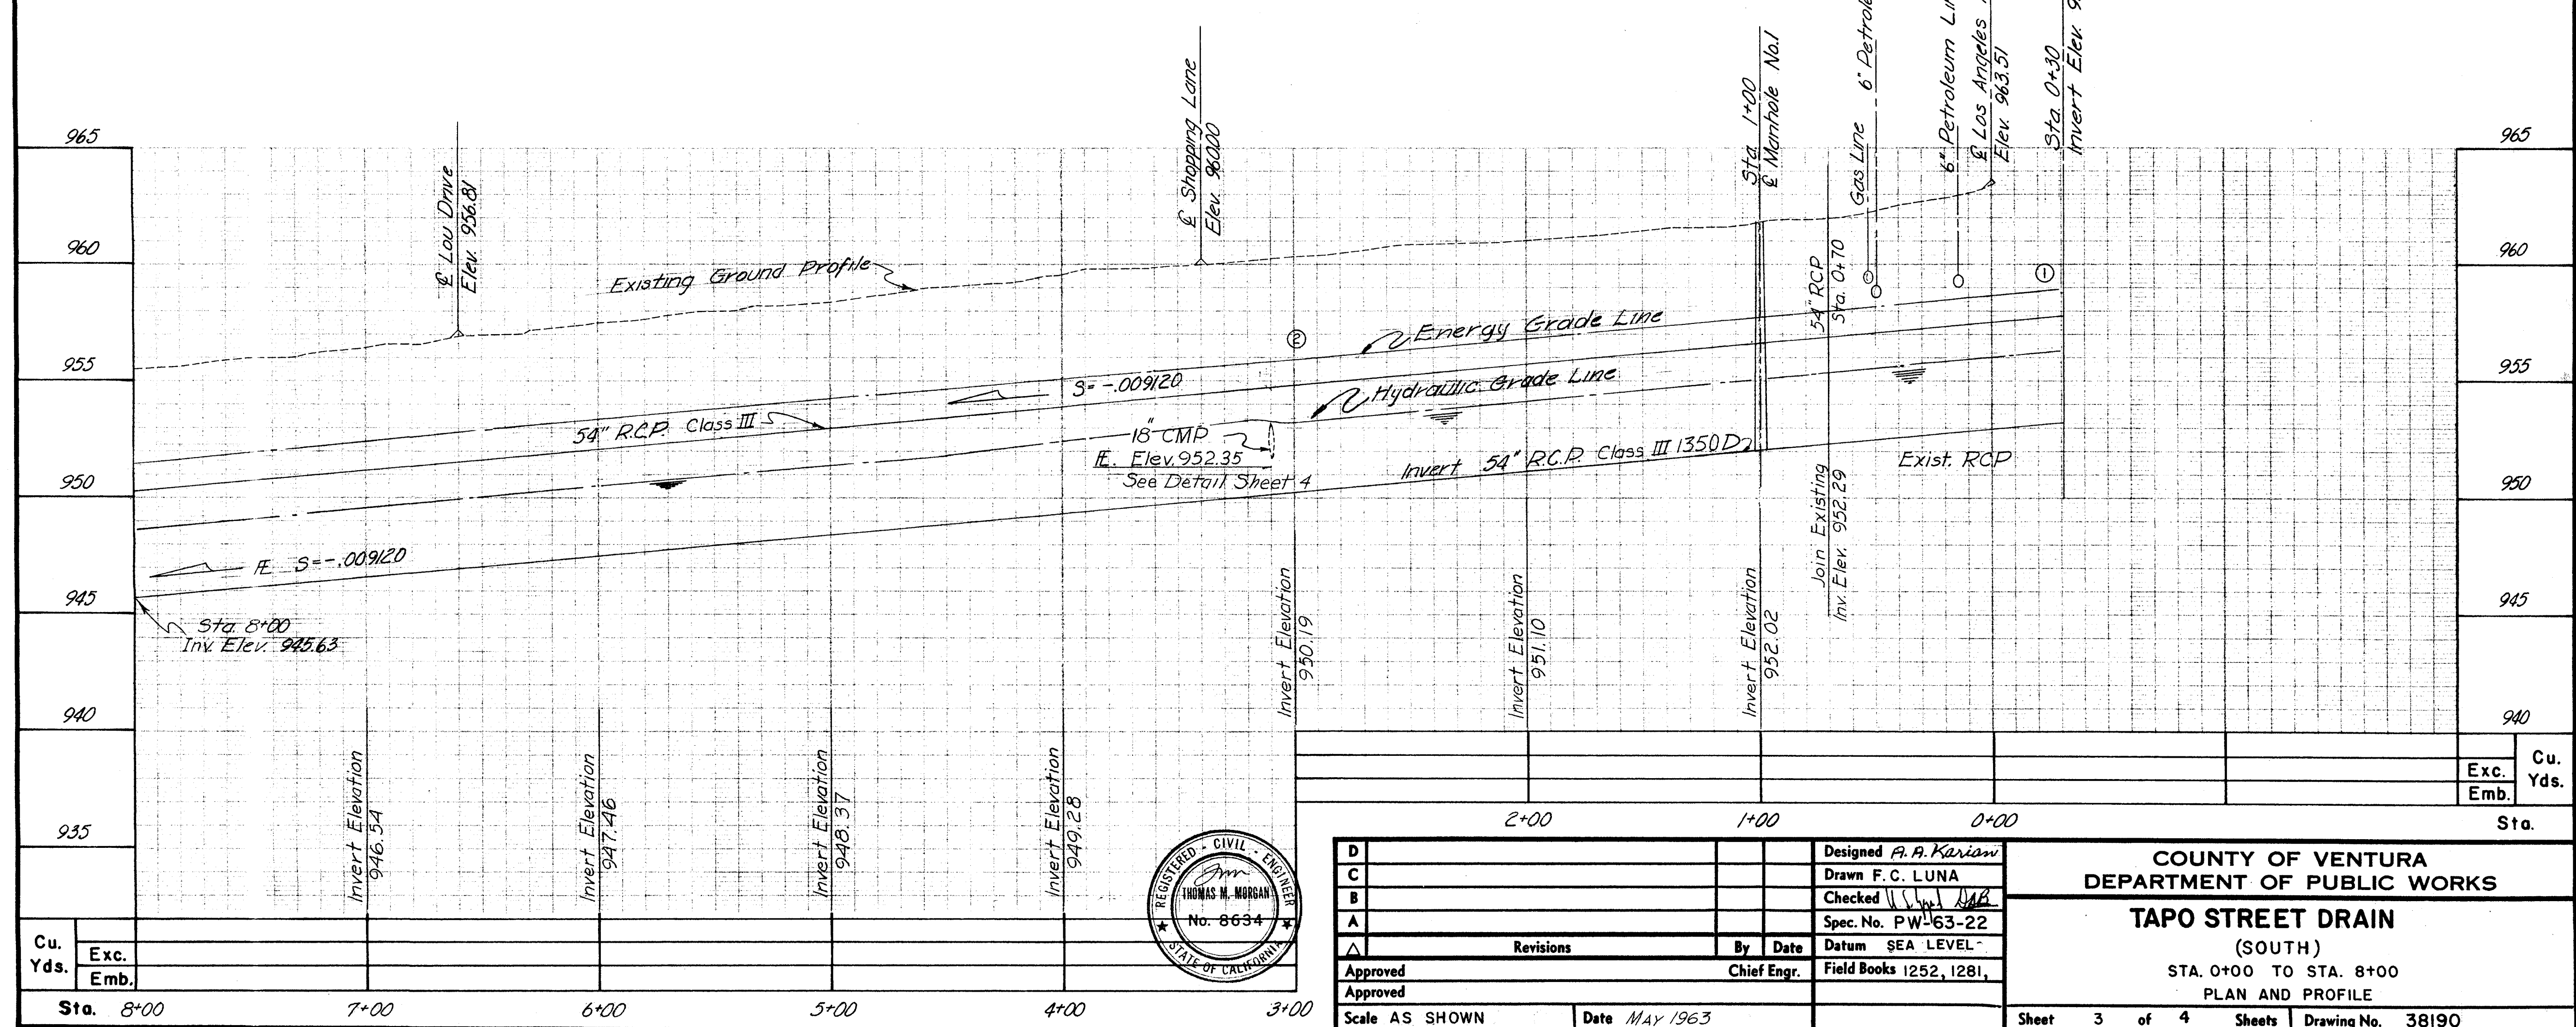 965
960
955
950
945
940
935
℄ Lou Drive
Elev. 956.81
℄ Shopping Lane
Elev. 960.00
Sta. 1+00
℄ Manhole No.1
Gas Line
6" Petroleum Line
℄ Los Angeles
Elev. 963.51
Sta. 0+30
Invert Elev.
965
960
955
950
945
940
Existing Ground Profile
54" RCP
Sta. 0+70
①
②
Energy Grade Line
S= -.009120
Hydraulic Grade Line
54" R.C.P. Class III
18" CMP
₤. Elev. 952.35
See Detail Sheet 4
Invert 54" R.C.P. Class III 1350 D
Exist. RCP
Join Existing
Inv. Elev. 952.29
S= -.009120
Sta. 8+00
Inv. Elev. 945.63
Invert Elevation
946.54
Invert Elevation
947.46
Invert Elevation
948.37
Invert Elevation
949.28
Invert Elevation
950.19
Invert Elevation
951.10
Invert Elevation
952.02
Exc.
Emb.
Cu.
Yds.
2+00 1+00 0+00 Sta.
REGISTERED - CIVIL - ENGINEER
THOMAS M. MORGAN
No. 8634
STATE OF CALIFORNIA
Cu.
Yds.
Exc.
Emb.
Sta. 8+00 7+00 6+00 5+00 4+00 3+00
D
C
B
A
△ Revisions By Date
Approved Chief Engr.
Approved
Scale AS SHOWN Date MAY 1963
Designed A.A. Karian
Drawn F.C. LUNA
Checked
Spec. No. PW-63-22
Datum SEA LEVEL
Field Books 1252, 1281,
COUNTY OF VENTURA
DEPARTMENT OF PUBLIC WORKS
TAPO STREET DRAIN
(SOUTH)
STA. 0+00 TO STA. 8+00
PLAN AND PROFILE
Sheet 3 of 4 Sheets Drawing No. 38190